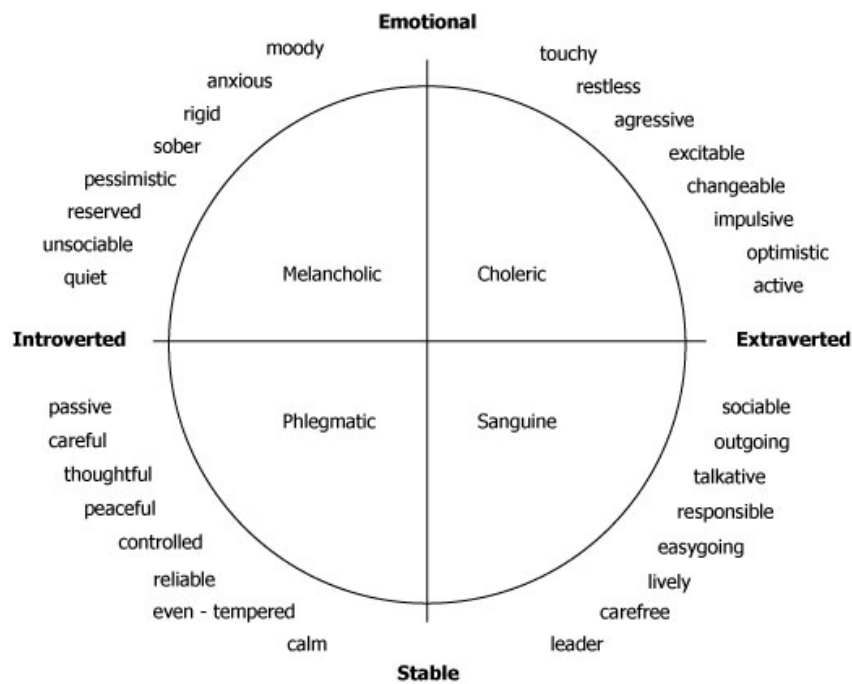 Emotional
moody
anxious
rigid
sober
pessimistic
reserved
unsociable
quiet
touchy
restless
agressive
excitable
changeable
impulsive
optimistic
active
Melancholic
Choleric
Introverted
Extraverted
Phlegmatic
Sanguine
passive
careful
thoughtful
peaceful
controlled
reliable
even - tempered
calm
sociable
outgoing
talkative
responsible
easygoing
lively
carefree
leader
Stable